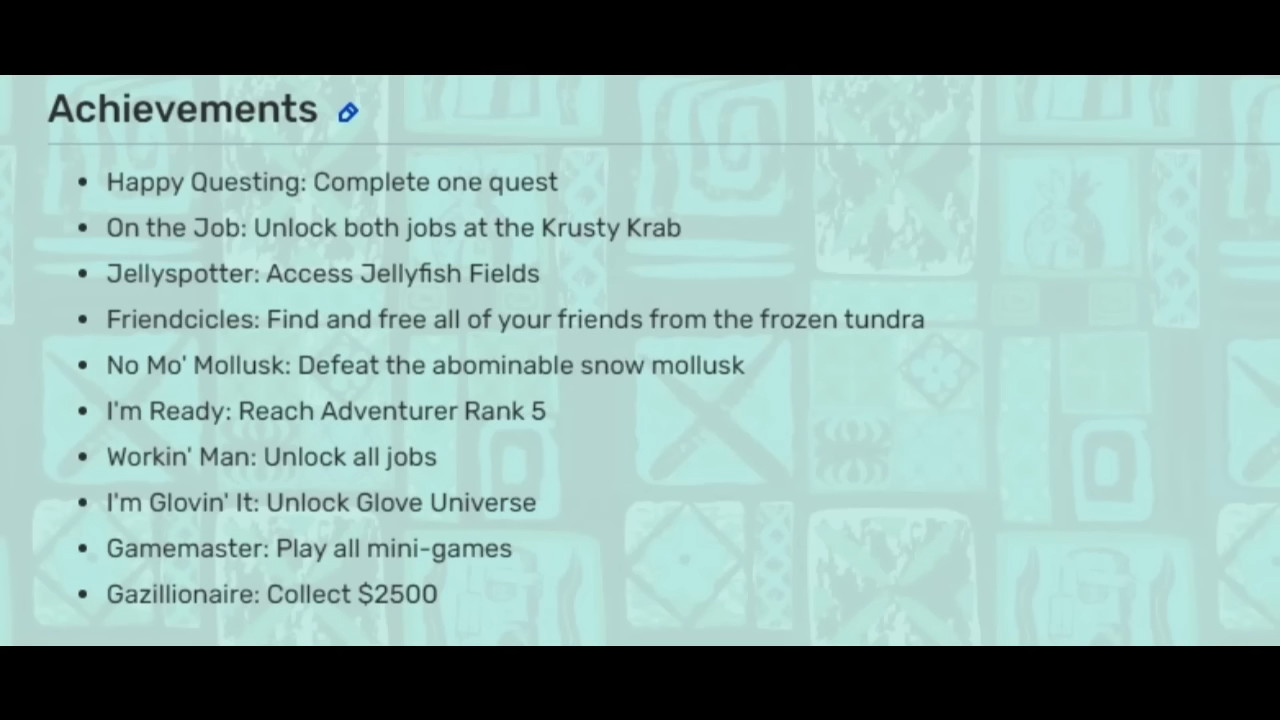 Achievements
• Happy Questing: Complete one quest
• On the Job: Unlock both jobs at the Krusty Krab
• Jellyspotter: Access Jellyfish Fields
• Friendcicles: Find and free all of your friends from the frozen tundra
• No Mo' Mollusk: Defeat the abominable snow mollusk
• I'm Ready: Reach Adventurer Rank 5
• Workin' Man: Unlock all jobs
• I'm Glovin' It: Unlock Glove Universe
• Gamemaster: Play all mini-games
• Gazillionaire: Collect $2500